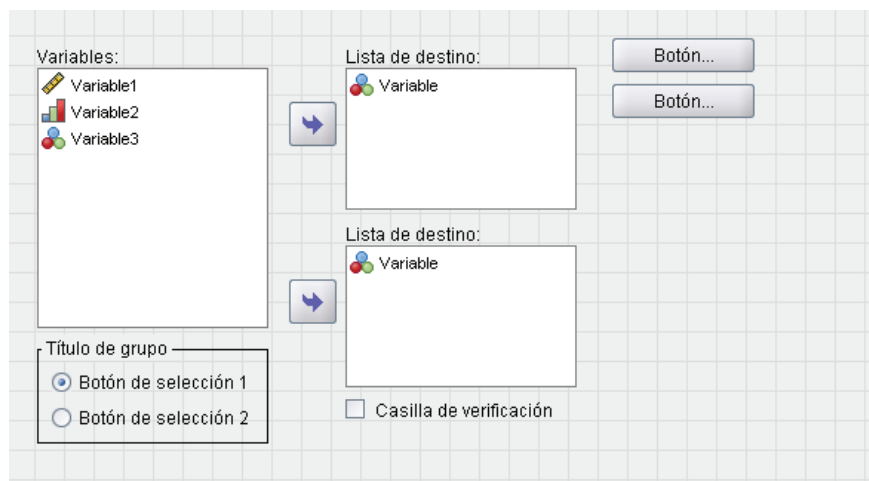 Variables:
Variable1
Variable2
Variable3
Título de grupo
Botón de selección 1
Botón de selección 2
Lista de destino:
Variable
Lista de destino:
Variable
Casilla de verificación
Botón...
Botón...